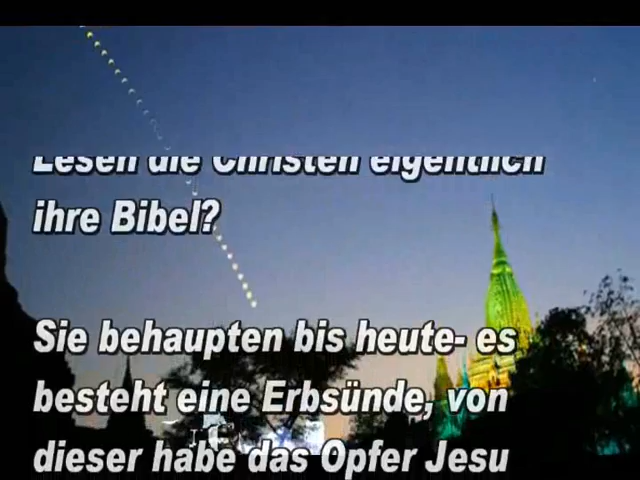 Lesen die Christen eigentlich
ihre Bibel?
Sie behaupten bis heute- es
besteht eine Erbsünde, von
dieser habe das Opfer Jesu